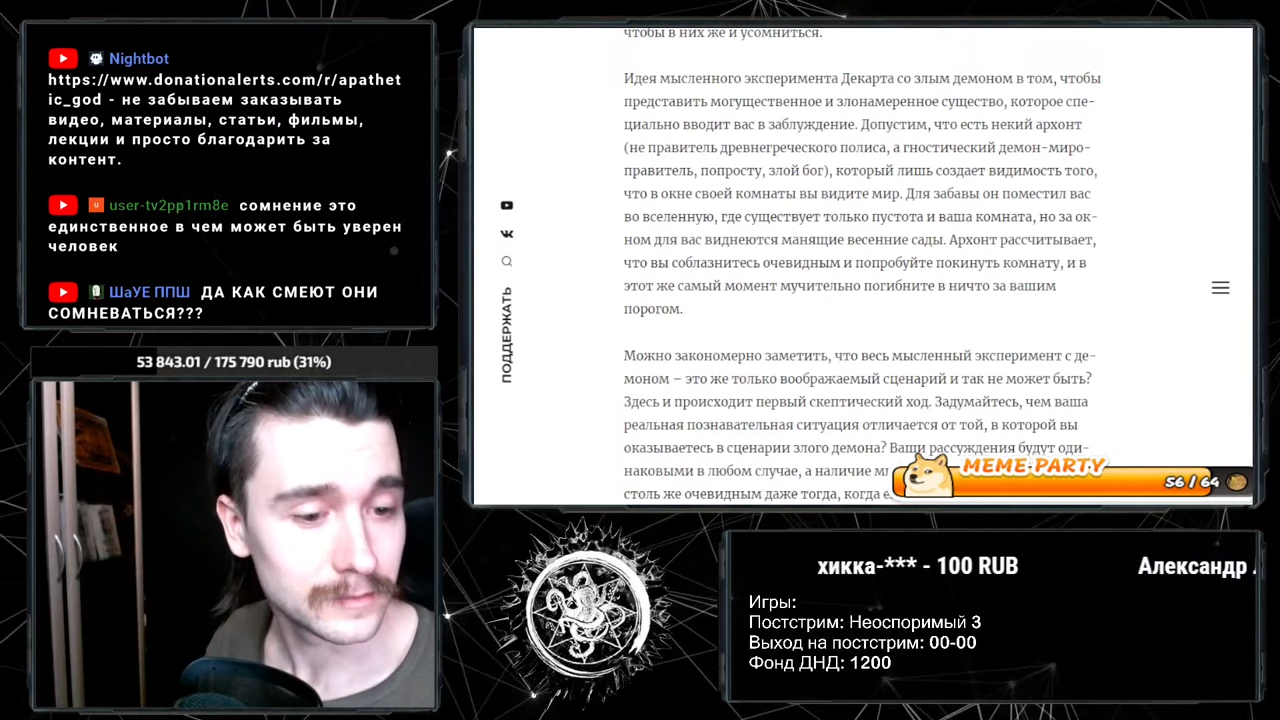 Nightbot
https://www.donationalerts.com/r/apathet
ic_god - не забываем заказывать
видео, материалы, статьи, фильмы,
лекции и просто благодарить за
контент.
user-tv2pp1rm8e сомнение это
единственное в чем может быть уверен
человек
ШаУЕ ППШ ДА КАК СМЕЮТ ОНИ
СОМНЕВАТЬСЯ???
53 843.01 / 175 790 rub (31%)
чтобы в них же и усомниться.
Идея мысленного эксперимента Декарта со злым демоном в том, чтобы
представить могущественное и злонамеренное существо, которое спе-
циально вводит вас в заблуждение. Допустим, что есть некий архонт
(не правитель древнегреческого полиса, а гностический демон-миро-
правитель, попросту, злой бог), который лишь создает видимость того,
что в окне своей комнаты вы видите мир. Для забавы он поместил вас
во вселенную, где существует только пустота и ваша комната, но за ок-
ном для вас виднеются манящие весенние сады. Архонт рассчитывает,
что вы соблазнитесь очевидным и попробуйте покинуть комнату, и в
этот же самый момент мучительно погибните в ничто за вашим
порогом.
Можно закономерно заметить, что весь мысленный эксперимент с де-
моном – это же только воображаемый сценарий и так не может быть?
Здесь и происходит первый скептический ход. Задумайтесь, чем ваша
реальная познавательная ситуация отличается от той, в которой вы
оказываетесь в сценарии злого демона? Ваши рассуждения будут оди-
наковыми в любом случае, а наличие
столь же очевидным даже тогда, когда
ПОДДЕРЖАТЬ
MEME PARTY
56 / 64
хикка-*** - 100 RUB
Александр
Игры:
Постстрим: Неоспоримый 3
Выход на постстрим: 00-00
Фонд ДНД: 1200